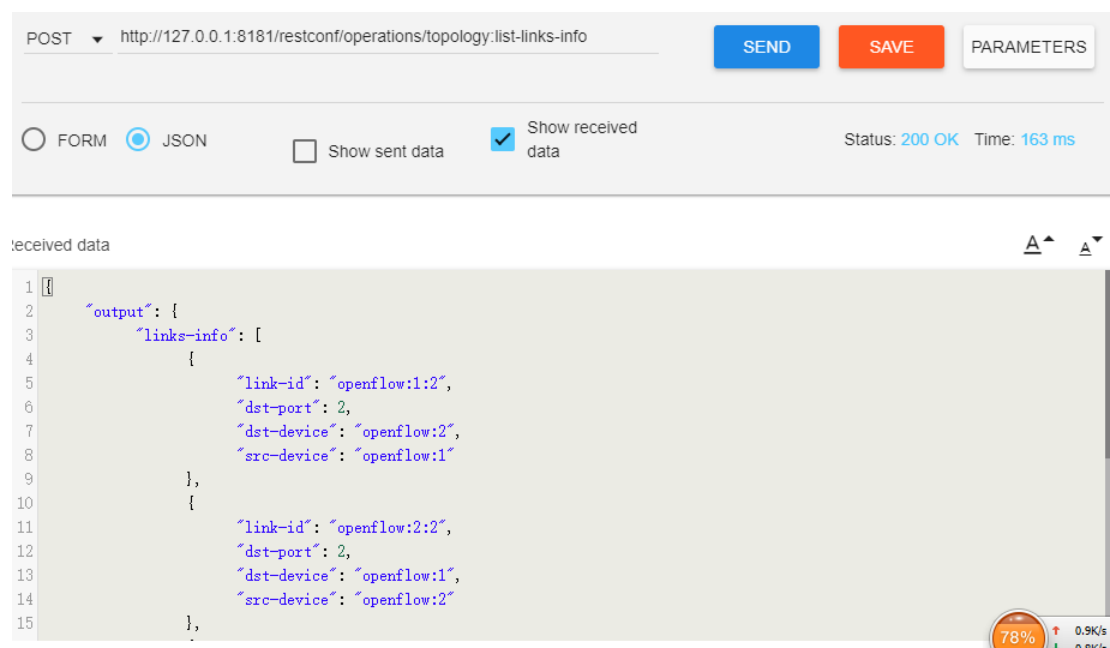 POST http://127.0.0.1:8181/restconf/operations/topology:list-links-info SEND SAVE PARAMETERS
FORM JSON Show sent data Show received data Status: 200 OK Time: 163 ms
eceived data A A
1 {
2 "output": {
3 "links-info": [
4 {
5 "link-id": "openflow:1:2",
6 "dst-port": 2,
7 "dst-device": "openflow:2",
8 "src-device": "openflow:1"
9 },
10 {
11 "link-id": "openflow:2:2",
12 "dst-port": 2,
13 "dst-device": "openflow:1",
14 "src-device": "openflow:2"
15 },
78% ↑ 0.9K/s